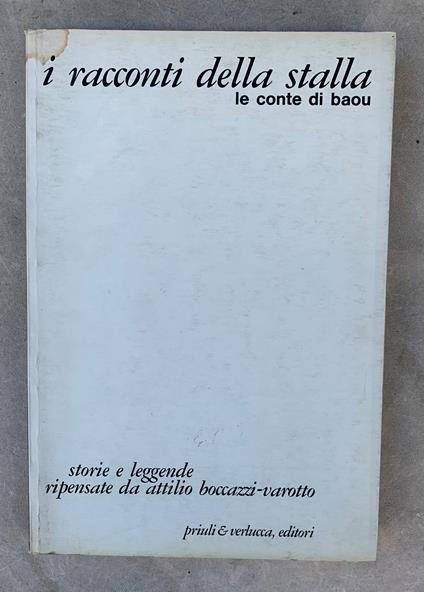 i racconti della stalla
le conte di baou
storie e leggende
ripensate da attilio boccazzi-varotto
priuli & verlucca, editori